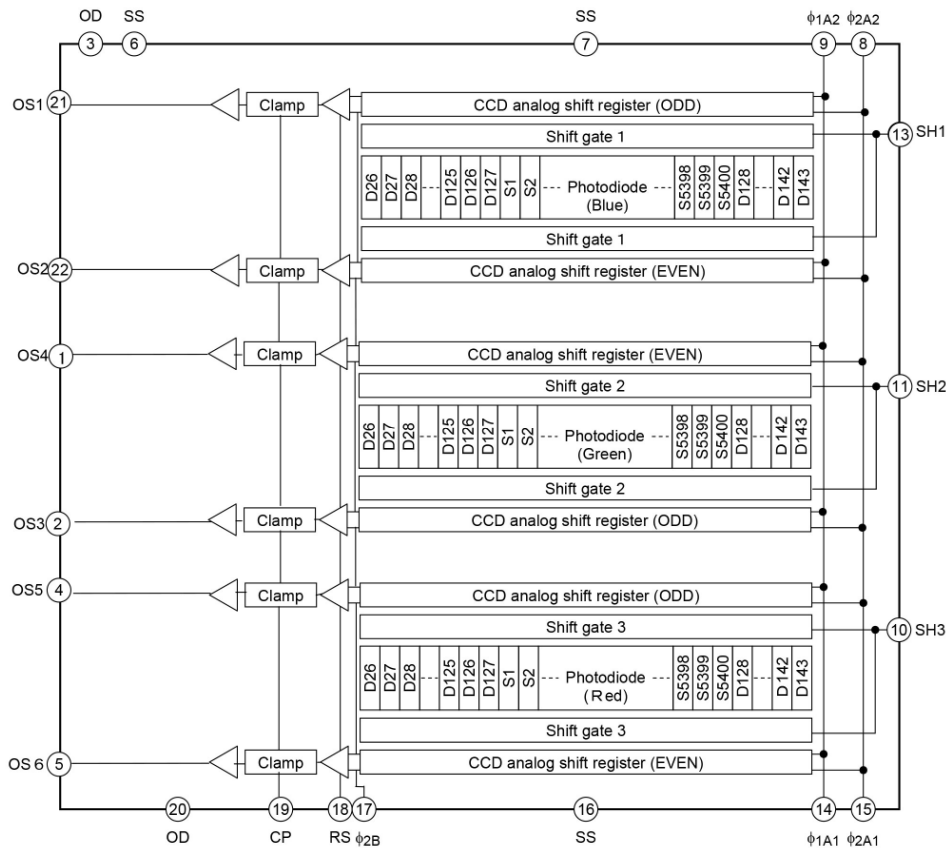 OD SS SS ϕ1A2 ϕ2A2
3 6 7 9 8
OS1 21 Clamp CCD analog shift register (ODD)
Shift gate 1 13 SH1
D26 D27 D28 D125 D126 D127 S1 S2 Photodiode (Blue) S5398 S5399 S5400 D128 D142 D143
Shift gate 1
OS2 22 Clamp CCD analog shift register (EVEN)
OS4 1 Clamp CCD analog shift register (EVEN)
Shift gate 2 11 SH2
D26 D27 D28 D125 D126 D127 S1 S2 Photodiode (Green) S5398 S5399 S5400 D128 D142 D143
Shift gate 2
OS3 2 Clamp CCD analog shift register (ODD)
OS5 4 Clamp CCD analog shift register (ODD)
Shift gate 3 10 SH3
D26 D27 D28 D125 D126 D127 S1 S2 Photodiode (Red) S5398 S5399 S5400 D128 D142 D143
Shift gate 3
OS 6 5 Clamp CCD analog shift register (EVEN)
20 19 18 17 16 14 15
OD CP RS ϕ2B SS ϕ1A1 ϕ2A1